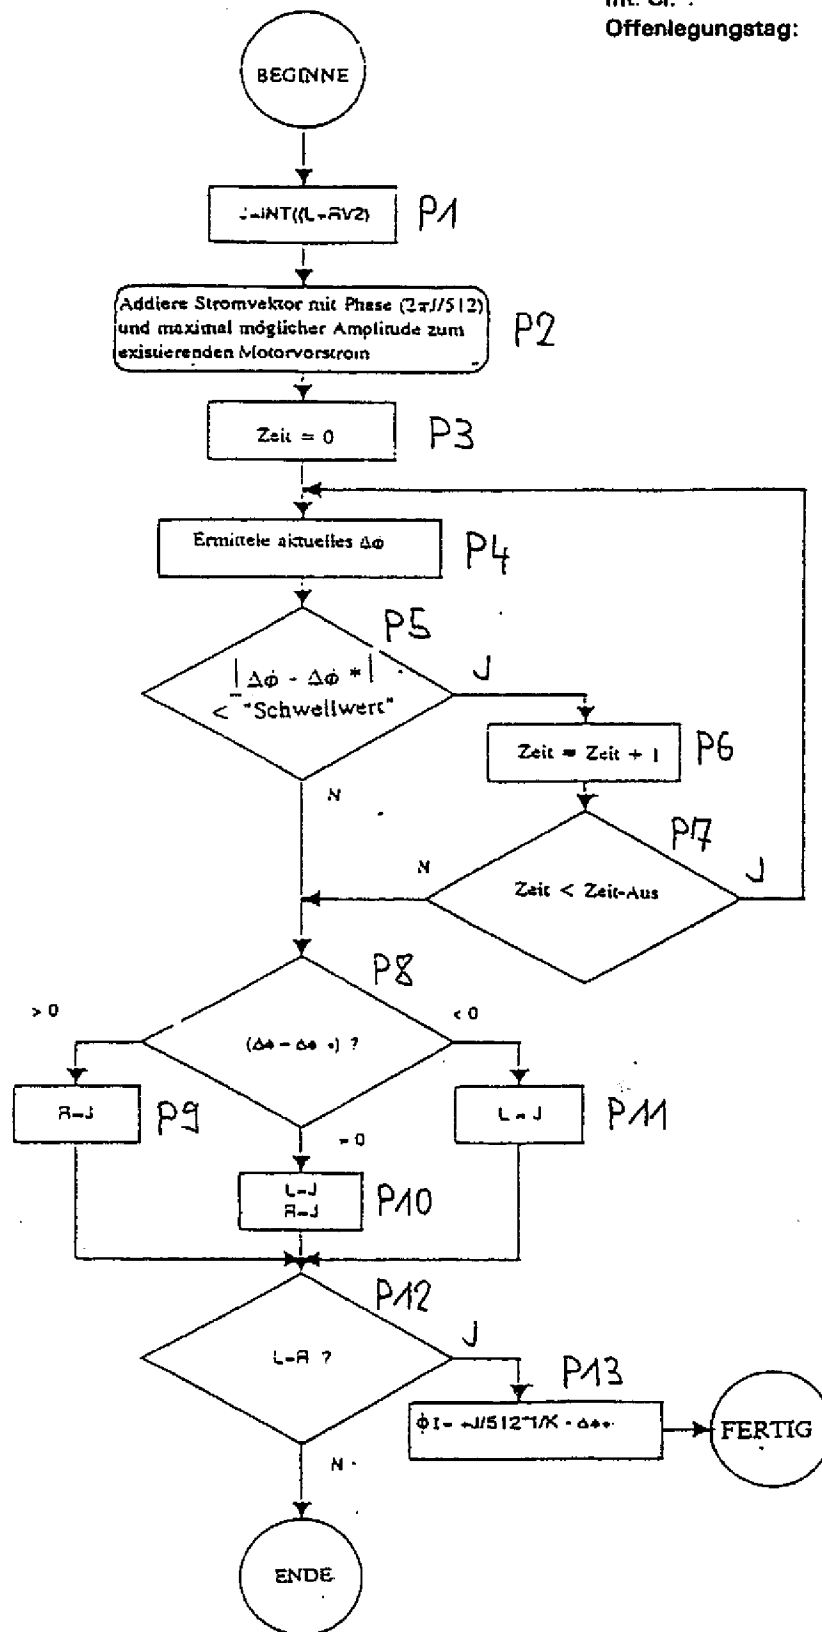 Offenlegungstag:
BEGINNE
P1
Addiere Stromvektor mit Phase (2πJ/512)
und maximal möglicher Amplitude zum
existierenden Motorvorstrom
P2
Zeit = 0
P3
Ermittele aktuelles Δφ
P4
P5
| Δφ - Δφ * |
< "Schwellwert"
J
N
Zeit = Zeit + 1
P6
P7
Zeit < Zeit-Aus
N
J
P8
> 0
< 0
(Δφ - Δφ *) ?
R=J
P9
L = J
P11
= 0
L=J
R=J
P10
P12
L=R ?
J
P13
FERTIG
N
ENDE